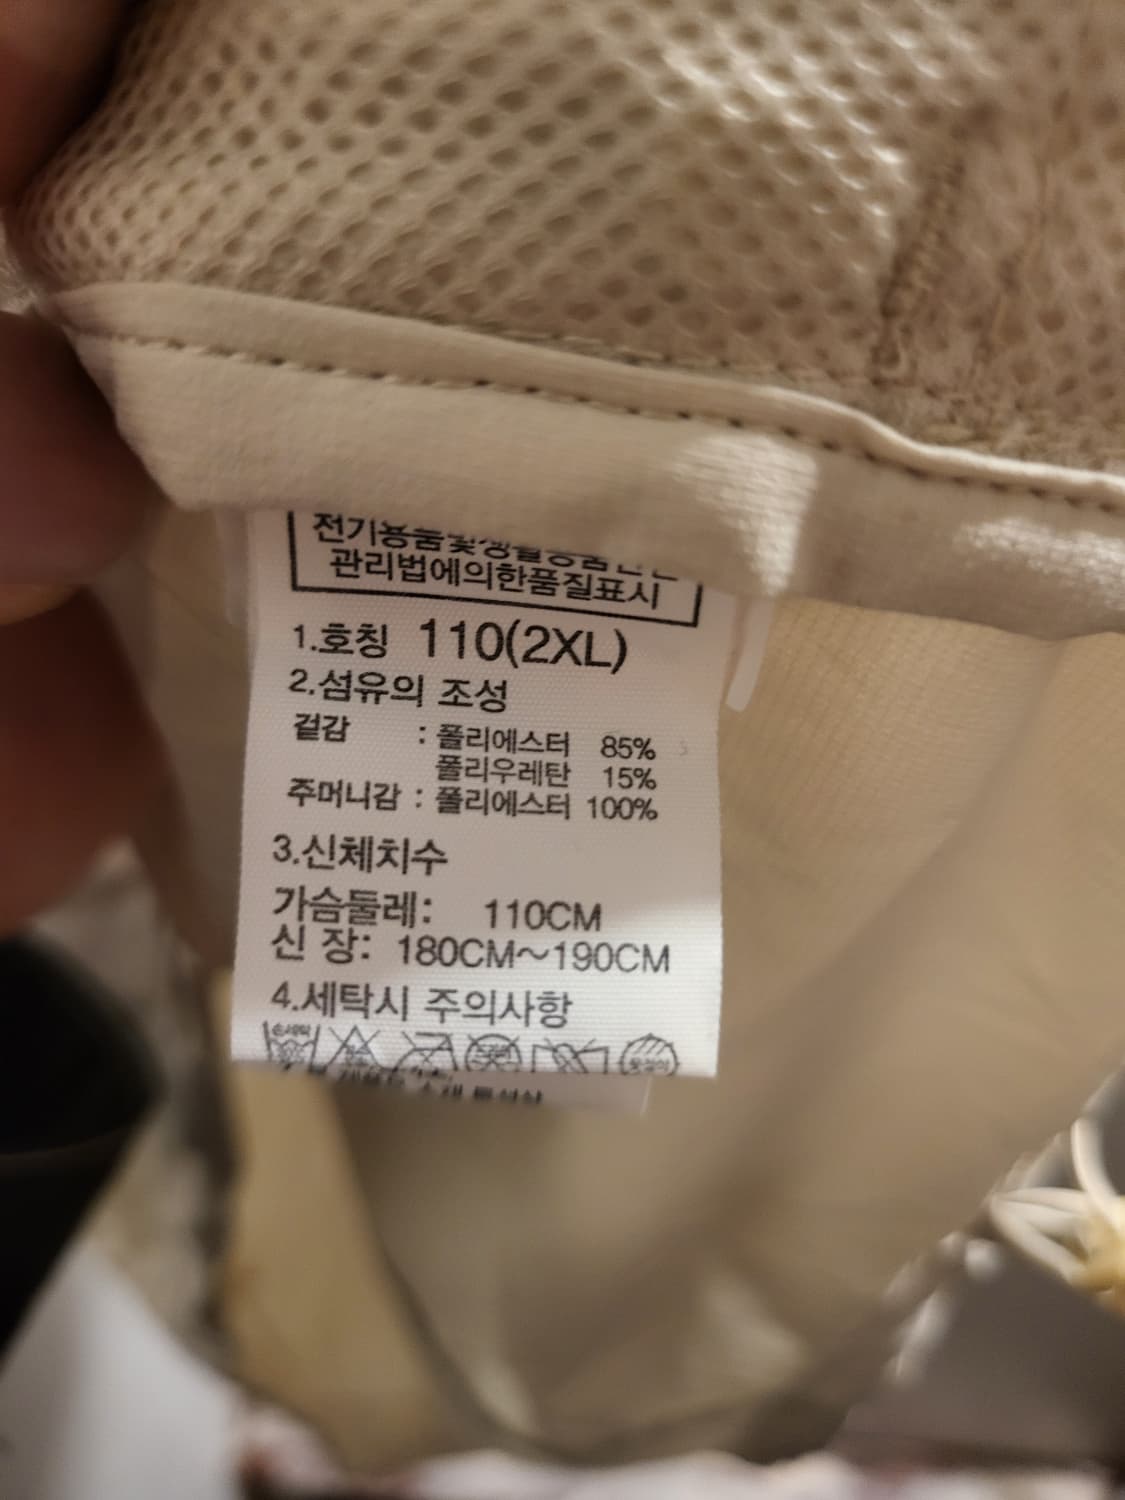 전기용품및생활용품안전
관리법에의한품질표시
1.호칭 110(2XL)
2.섬유의 조성
겉감 : 폴리에스터 85%
폴리우레탄 15%
주머니감 : 폴리에스터 100%
3.신체치수
가슴둘레: 110CM
신 장: 180CM~190CM
4.세탁시 주의사항
손세탁